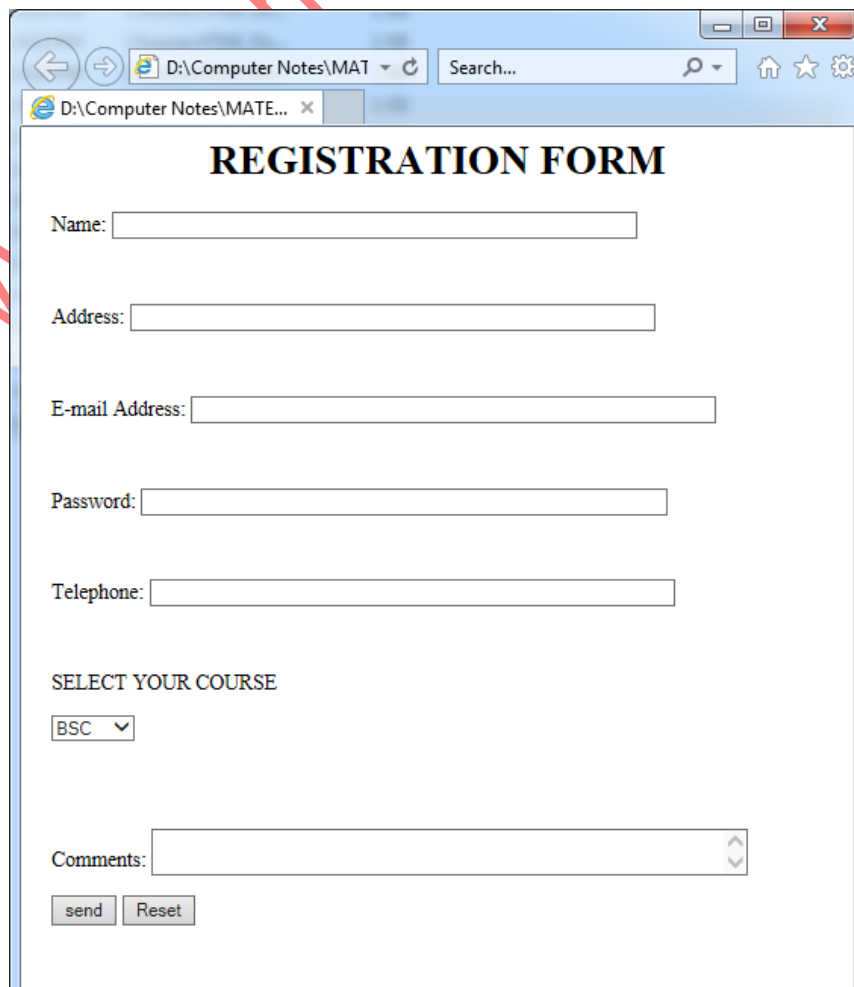 D:\Computer Notes\MAT
Search...
D:\Computer Notes\MATE...
REGISTRATION FORM
Name:
Address:
E-mail Address:
Password:
Telephone:
SELECT YOUR COURSE
BSC
Comments:
send Reset